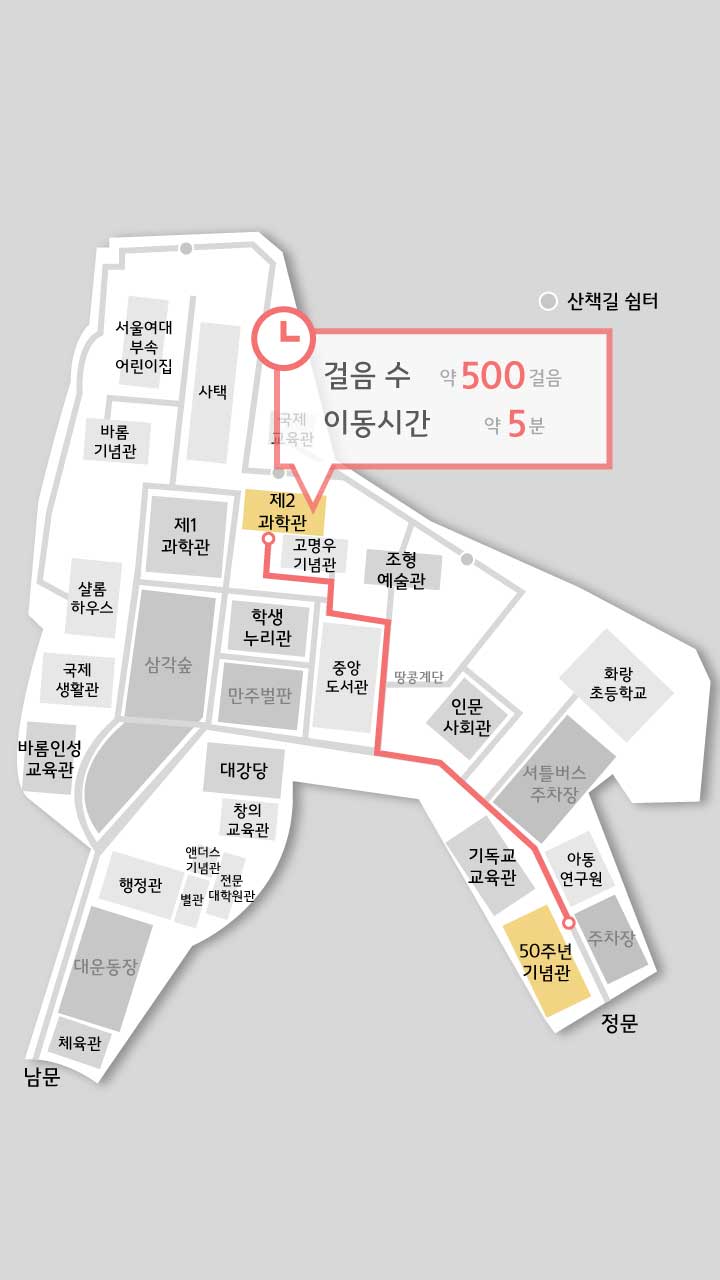 산책길 쉼터
서울여대
부속
어린이집
사택
걸음 수 약 500 걸음
이동시간 약 5 분
국제
교육관
바롬
기념관
제2
과학관
제1
과학관
고명우
기념관
조형
예술관
샬롬
하우스
학생
누리관
삼각숲
중앙
도서관
땅콩계단
국제
생활관
만주벌판
인문
사회관
화랑
초등학교
바롬인성
교육관
대강당
셔틀버스
주차장
창의
교육관
앤더스
기념관
기독교
교육관
아동
연구원
행정관
별관
전문
대학원관
50주년
기념관
주차장
대운동장
체육관
정문
남문